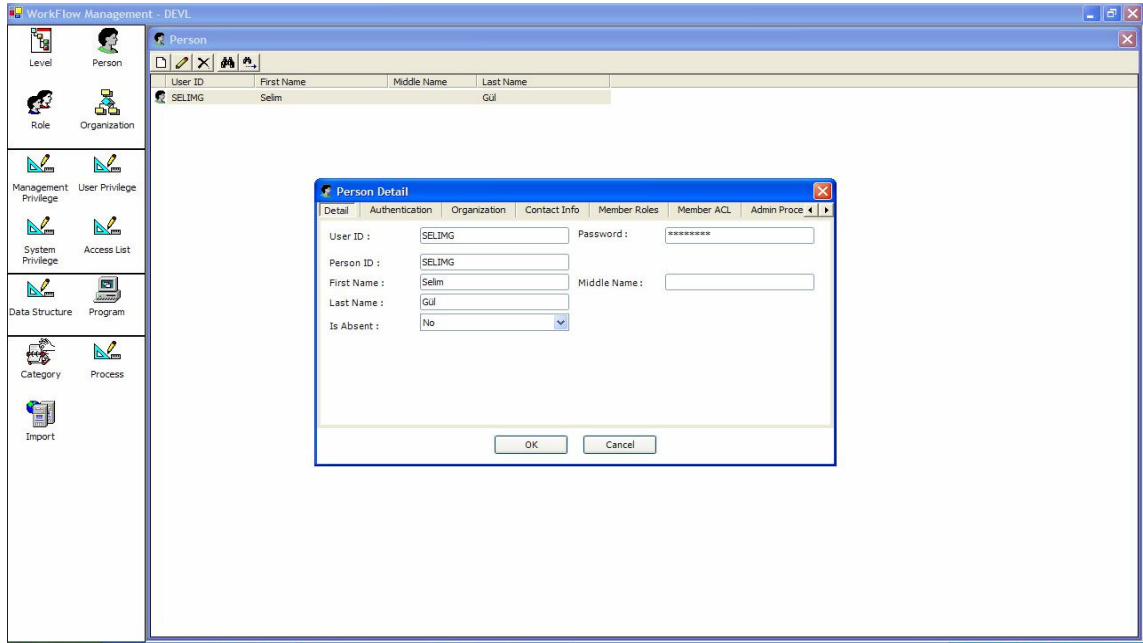 WorkFlow Management - DEVL
Level Person
Role Organization
Management Privilege User Privilege
System Privilege Access List
Data Structure Program
Category Process
Import
Person
User ID First Name Middle Name Last Name
SELIMG Selim Gül
Person Detail
Detail Authentication Organization Contact Info Member Roles Member ACL Admin Proce
User ID : SELIMG Password : ********
Person ID : SELIMG
First Name : Selim Middle Name :
Last Name : Gül
Is Absent : No
OK Cancel